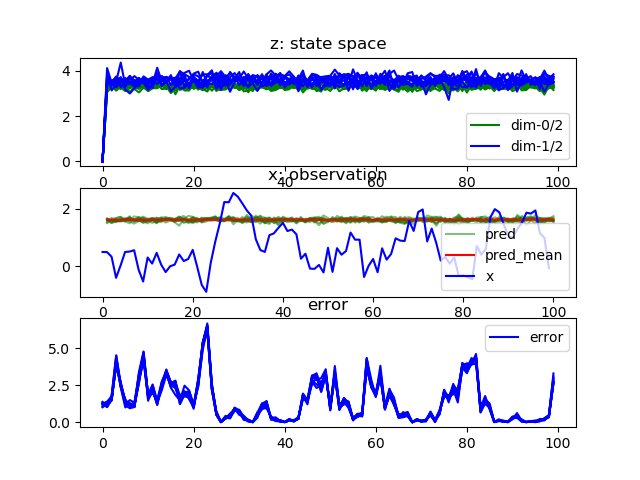 z: state space
4
2
0
dim-0/2
dim-1/2
0 20 40 60 80 100
x: observation
2
0
pred
pred_mean
x
0 20 40 60 80 100
error
5.0
2.5
0.0
error
0 20 40 60 80 100